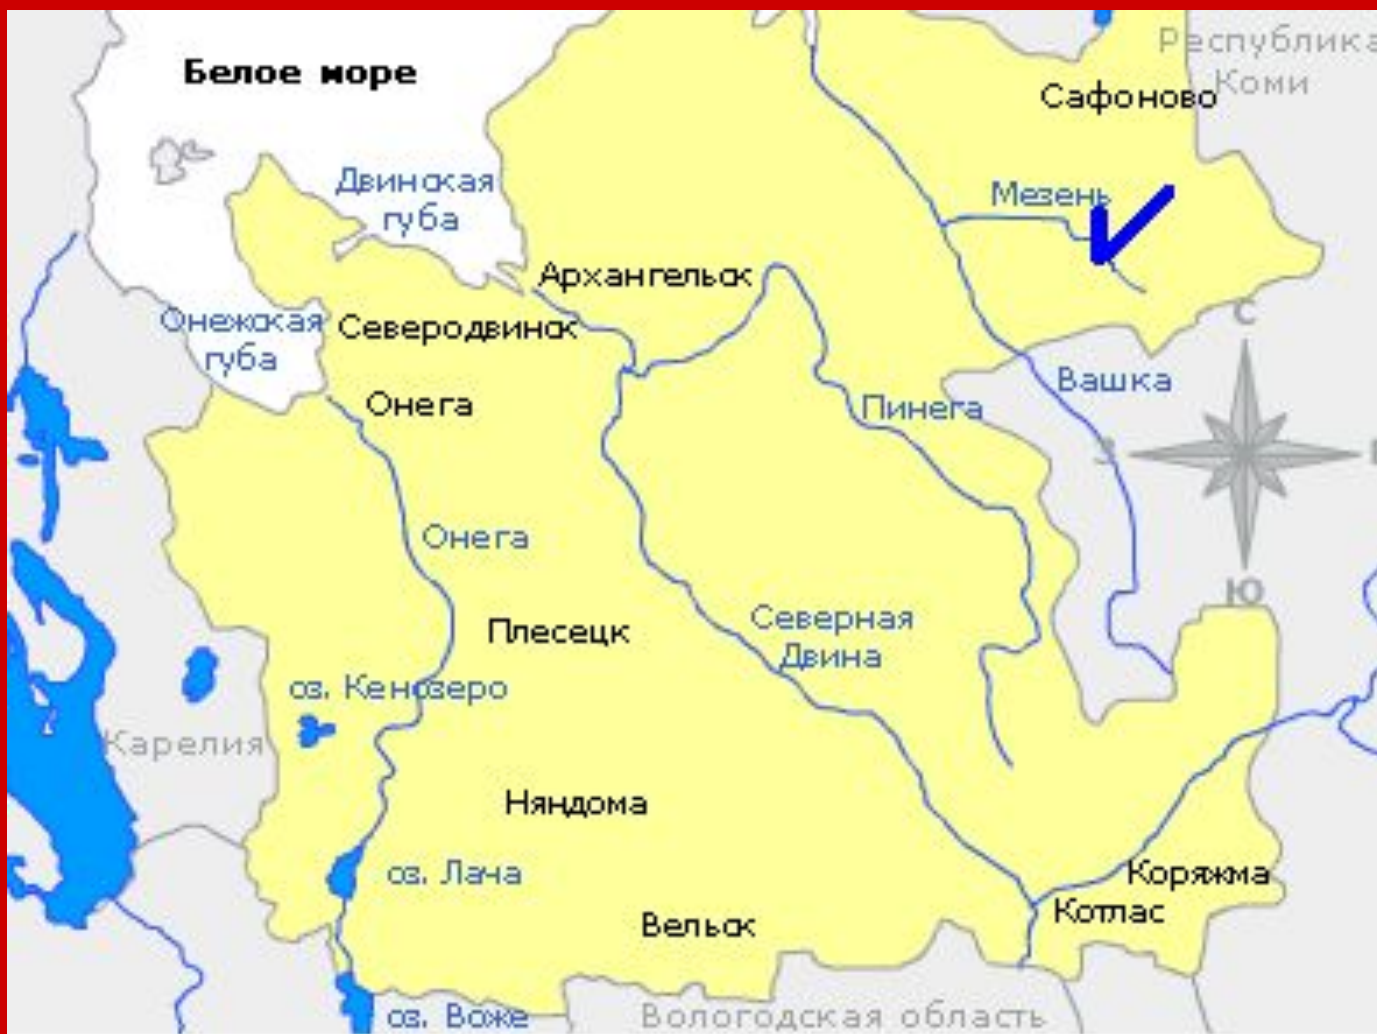 Белое море
Республика
Коми
Сафоново
Двинская
губа
Мезень
Архангельск
Онежская
губа
Северодвинск
С
Вашка
Онега
Пинега
З
Онега
Ю
Северная
Двина
Плесецк
оз. Кенозеро
Карелия
Няндома
оз. Лача
Коряжма
Котлас
Вельск
оз. Воже
Вологодская область